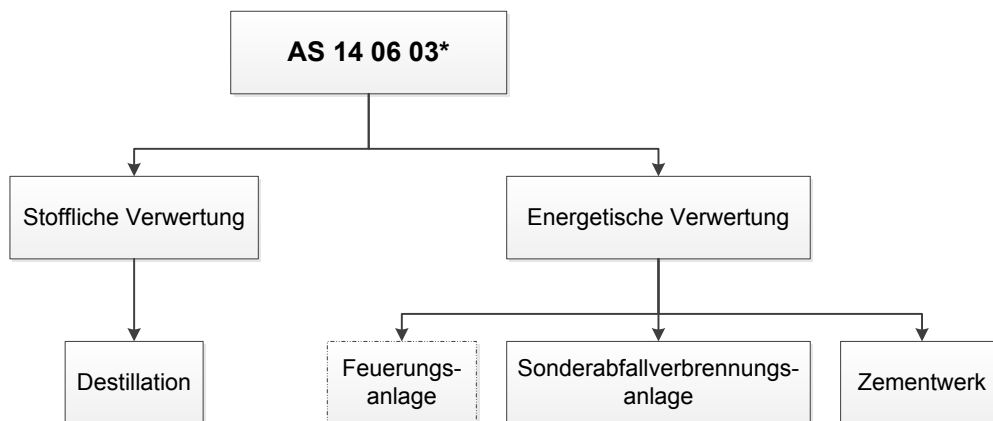 AS 14 06 03*
Stoffliche Verwertung
Energetische Verwertung
Destillation
Feuerungs-
anlage
Sonderabfallverbrennungs-
anlage
Zementwerk